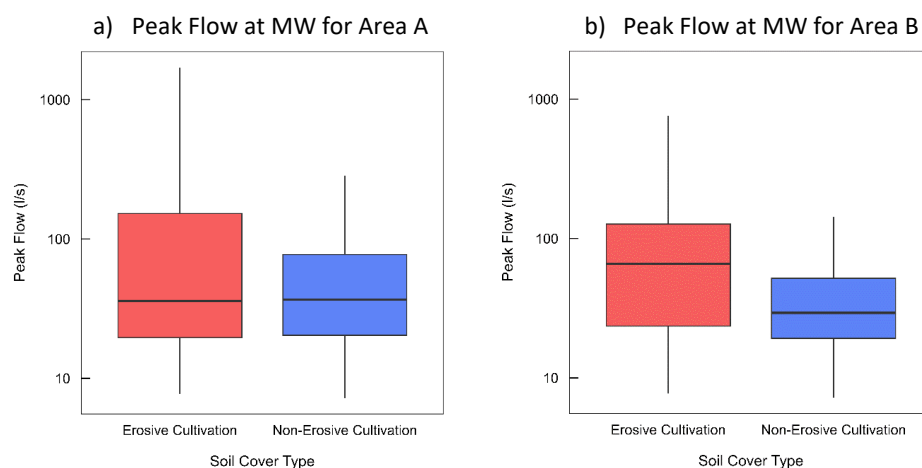 a) Peak Flow at MW for Area A
1000
100
10
Peak Flow (l/s)
Erosive Cultivation Non-Erosive Cultivation
Soil Cover Type
b) Peak Flow at MW for Area B
1000
100
10
Peak Flow (l/s)
Erosive Cultivation Non-Erosive Cultivation
Soil Cover Type